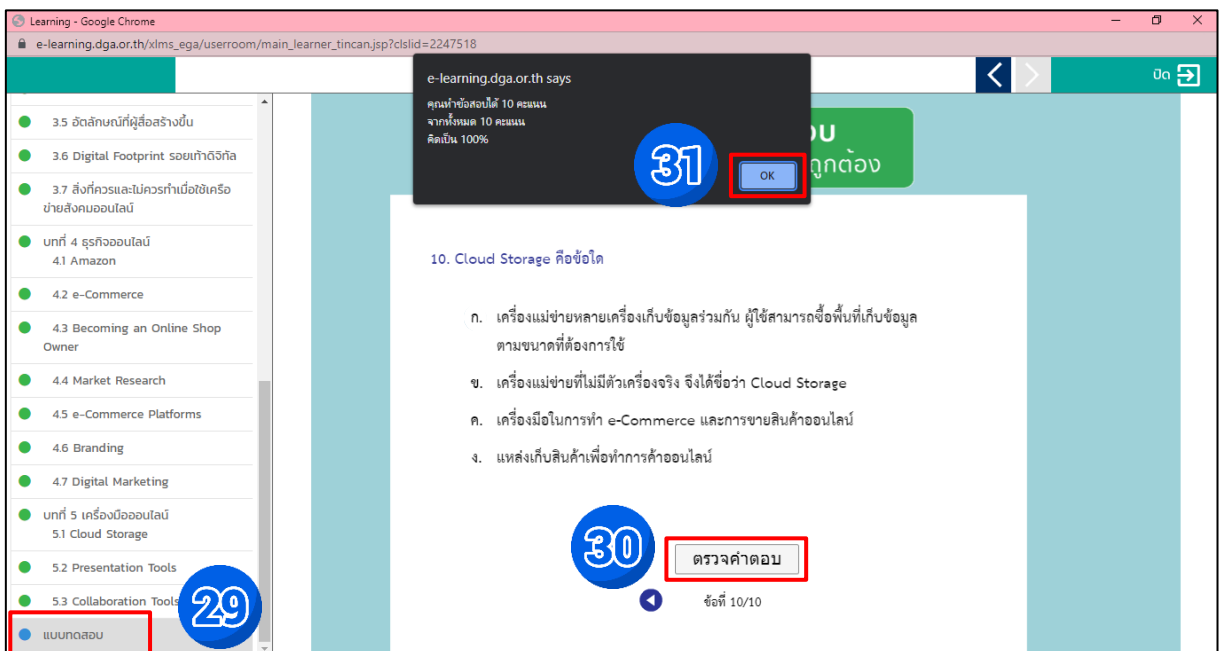 Learning - Google Chrome
e-learning.dga.or.th/xlms_ega/userroom/main_learner_tincan.jsp?clslid=2247518
ปิด
e-learning.dga.or.th says
คุณทำข้อสอบได้ 10 คะแนน
จากทั้งหมด 10 คะแนน
คิดเป็น 100%
31
OK
ถูกต้อง
3.5 อัตลักษณ์ที่ผู้สื่อสร้างขึ้น
3.6 Digital Footprint รอยเท้าดิจิทัล
3.7 สิ่งที่ควรและไม่ควรทำเมื่อใช้เครือ
ข่ายสังคมออนไลน์
บทที่ 4 ธุรกิจออนไลน์
4.1 Amazon
4.2 e-Commerce
4.3 Becoming an Online Shop
Owner
4.4 Market Research
4.5 e-Commerce Platforms
4.6 Branding
4.7 Digital Marketing
บทที่ 5 เครื่องมือออนไลน์
5.1 Cloud Storage
5.2 Presentation Tools
5.3 Collaboration Tools
29
แบบทดสอบ
10. Cloud Storage คือข้อใด
ก. เครื่องแม่ข่ายหลายเครื่องเก็บข้อมูลร่วมกัน ผู้ใช้สามารถซื้อพื้นที่เก็บข้อมูล
ตามขนาดที่ต้องการใช้
ข. เครื่องแม่ข่ายที่ไม่มีตัวเครื่องจริง จึงได้ชื่อว่า Cloud Storage
ค. เครื่องมือในการทำ e-Commerce และการขายสินค้าออนไลน์
ง. แหล่งเก็บสินค้าเพื่อทำการค้าออนไลน์
30
ตรวจคำตอบ
ข้อที่ 10/10